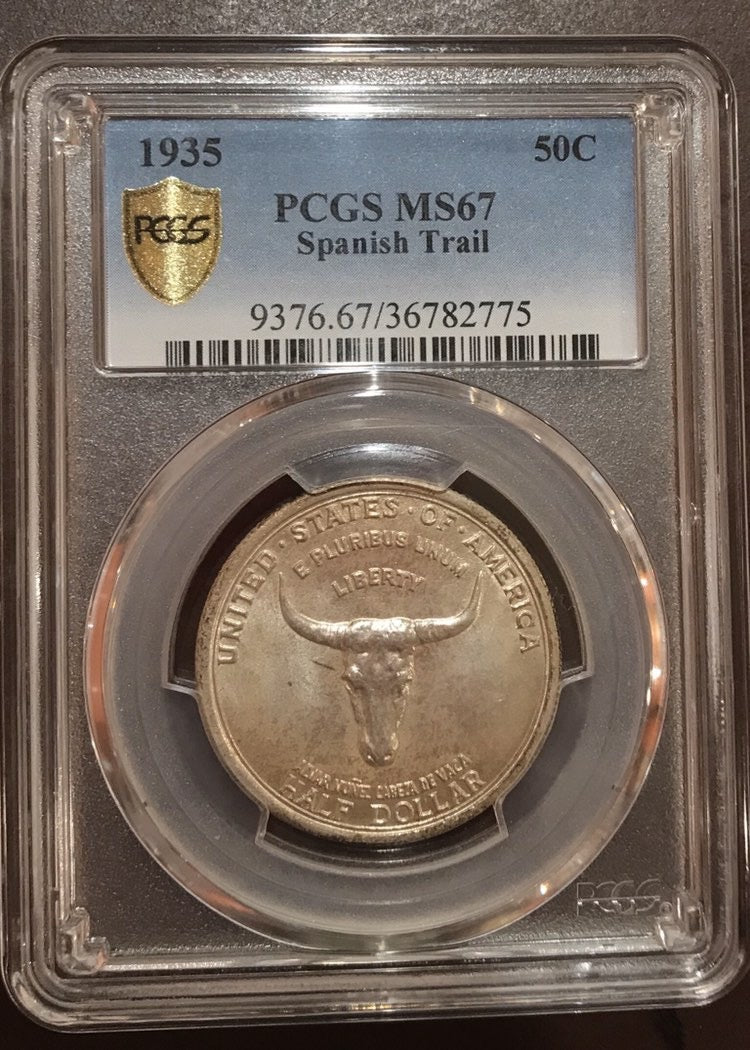 1935 50C
PCGS
PCGS MS67
Spanish Trail
9376.67/36782775
UNITED · STATES · OF · AMERICA
E PLURIBUS UNUM
LIBERTY
ALVAR NUÑEZ CABEZA DE VACA
HALF DOLLAR
PCGS